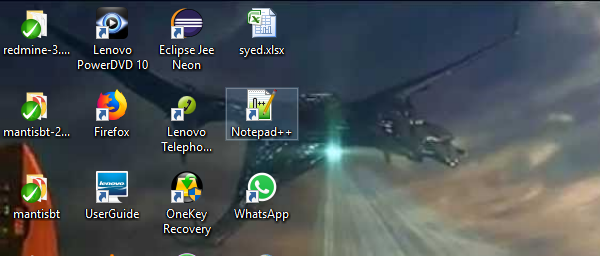 redmine-3....
Lenovo
PowerDVD 10
Eclipse Jee
Neon
syed.xlsx
mantisbt-2...
Firefox
Lenovo
Telepho...
Notepad++
mantisbt
lenovo
UserGuide
OneKey
Recovery
WhatsApp